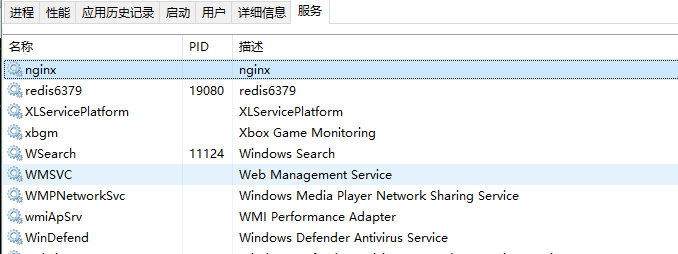 进程 性能 应用历史记录 启动 用户 详细信息 服务
名称 PID 描述
nginx nginx
redis6379 19080 redis6379
XLServicePlatform
xbgm Xbox Game Monitoring
WSearch 11124 Windows Search
WMSVC Web Management Service
WMPNetworkSvc Windows Media Player Network Sharing Service
wmiApSrv WMI Performance Adapter
WinDefend Windows Defender Antivirus Service